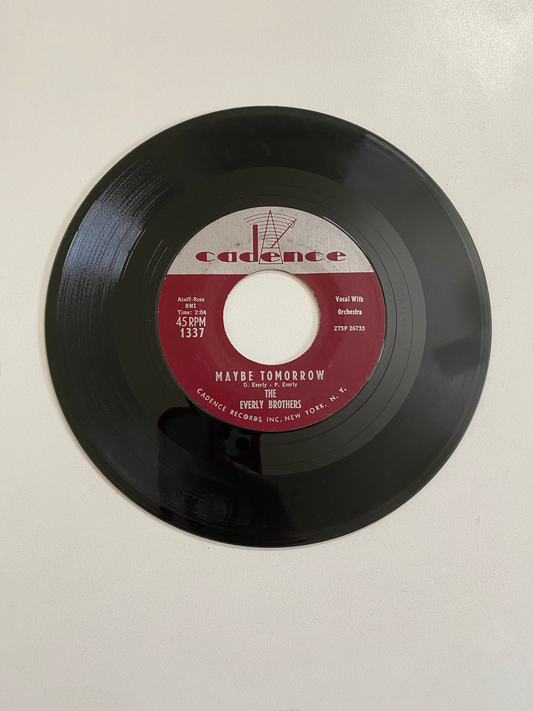 cadence
Acuff-Rose
BMI
Time: 2:04
45 RPM
1337
Vocal With
Orchestra
ZTSP 26733
MAYBE TOMORROW
D. Everly - P. Everly
THE
EVERLY BROTHERS
CADENCE RECORDS INC. NEW YORK, N. Y.